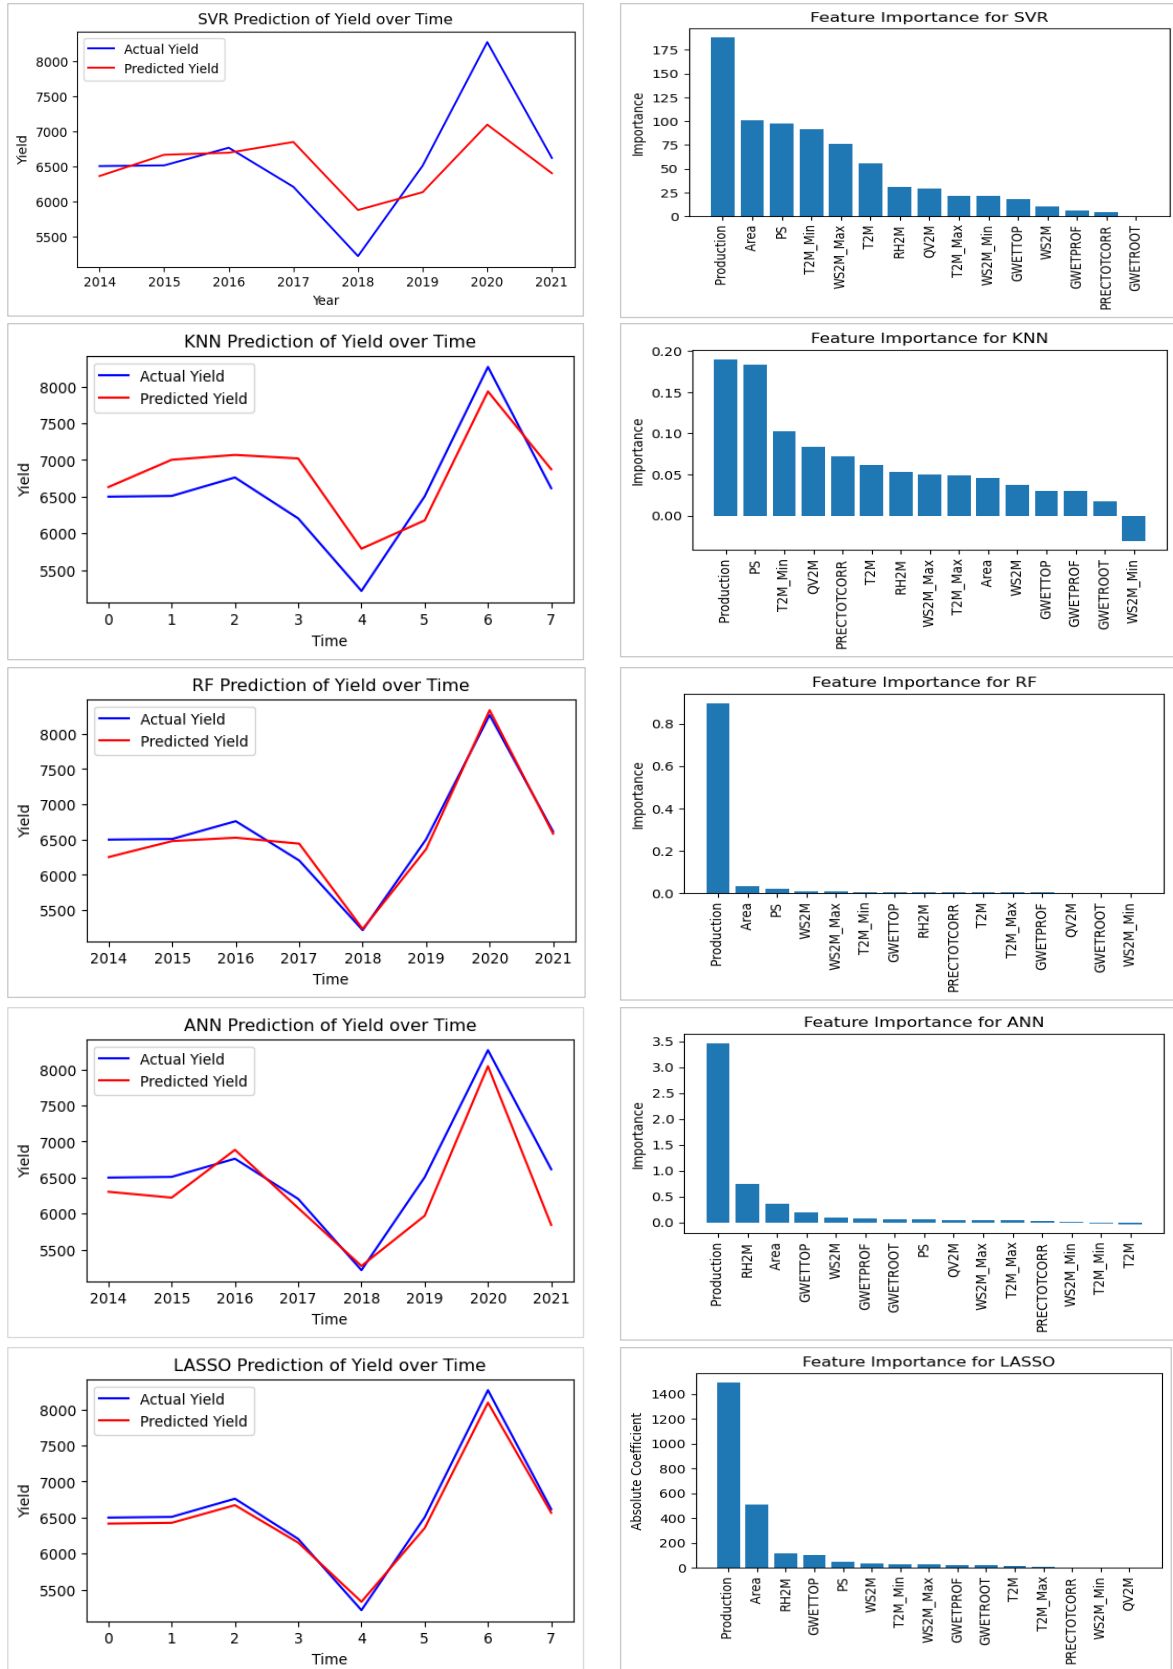 SVR Prediction of Yield over Time
Actual Yield
Predicted Yield
Yield
8000
7500
7000
6500
6000
5500
2014 2015 2016 2017 2018 2019 2020 2021
Year
Feature Importance for SVR
Importance
175
150
125
100
75
50
25
0
Production Area PS T2M_Min WS2M_Max T2M RH2M QV2M T2M_Max WS2M_Min GWETTOP WS2M GWETPROF PRECTOTCORR GWETROOT
KNN Prediction of Yield over Time
Actual Yield
Predicted Yield
Yield
8000
7500
7000
6500
6000
5500
0 1 2 3 4 5 6 7
Time
Feature Importance for KNN
Importance
0.20
0.15
0.10
0.05
0.00
Production PS T2M_Min QV2M PRECTOTCORR T2M RH2M WS2M_Max T2M_Max Area WS2M GWETTOP GWETPROF GWETROOT WS2M_Min
RF Prediction of Yield over Time
Actual Yield
Predicted Yield
Yield
8000
7500
7000
6500
6000
5500
2014 2015 2016 2017 2018 2019 2020 2021
Time
Feature Importance for RF
Importance
0.8
0.6
0.4
0.2
0.0
Production Area PS WS2M WS2M_Max T2M_Min GWETTOP RH2M PRECTOTCORR T2M T2M_Max GWETPROF QV2M GWETROOT WS2M_Min
ANN Prediction of Yield over Time
Actual Yield
Predicted Yield
Yield
8000
7500
7000
6500
6000
5500
2014 2015 2016 2017 2018 2019 2020 2021
Time
Feature Importance for ANN
Importance
3.5
3.0
2.5
2.0
1.5
1.0
0.5
0.0
Production RH2M Area GWETTOP WS2M GWETPROF GWETROOT PS QV2M WS2M_Max T2M_Max PRECTOTCORR WS2M_Min T2M_Min T2M
LASSO Prediction of Yield over Time
Actual Yield
Predicted Yield
Yield
8000
7500
7000
6500
6000
5500
0 1 2 3 4 5 6 7
Time
Feature Importance for LASSO
Absolute Coefficient
1400
1200
1000
800
600
400
200
0
Production Area RH2M GWETTOP PS WS2M T2M_Min WS2M_Max GWETPROF GWETROOT T2M T2M_Max PRECTOTCORR WS2M_Min QV2M